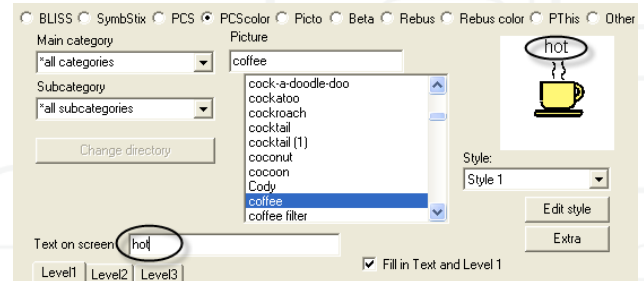 BLISS SymbStix PCS PCScolor Picto Beta Rebus Rebus color PThis Other
Main category
*all categories
Subcategory
*all subcategories
Change directory
Picture
coffee
cock-a-doodle-doo
cockatoo
cockroach
cocktail
cocktail (1)
coconut
cocoon
Cody
coffee
coffee filter
hot
Style:
Style 1
Edit style
Extra
Text on screen hot
Fill in Text and Level 1
Level1 Level2 Level3